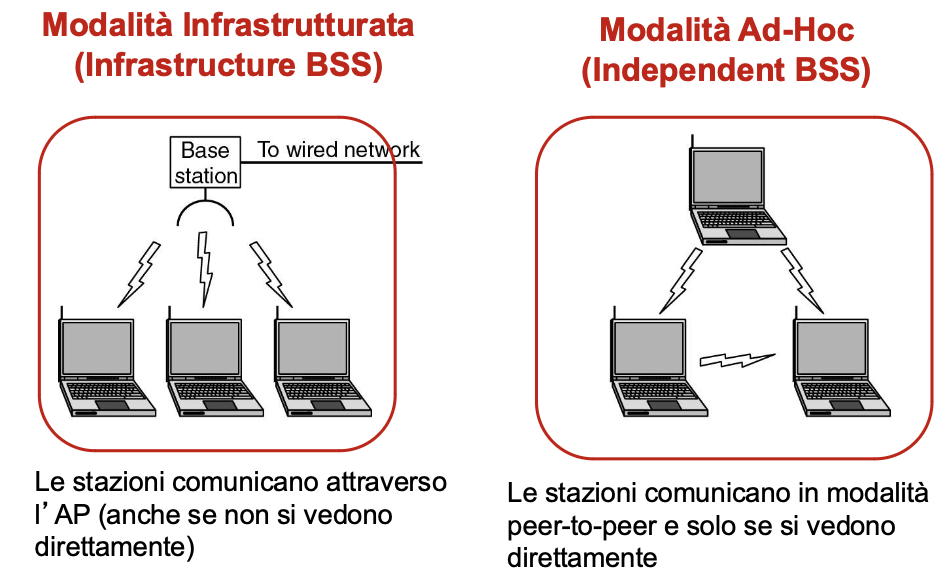 Modalità Infrastrutturata
(Infrastructure BSS)
Base
station
To wired network
Le stazioni comunicano attraverso
l’ AP (anche se non si vedono
direttamente)
Modalità Ad-Hoc
(Independent BSS)
Le stazioni comunicano in modalità
peer-to-peer e solo se si vedono
direttamente